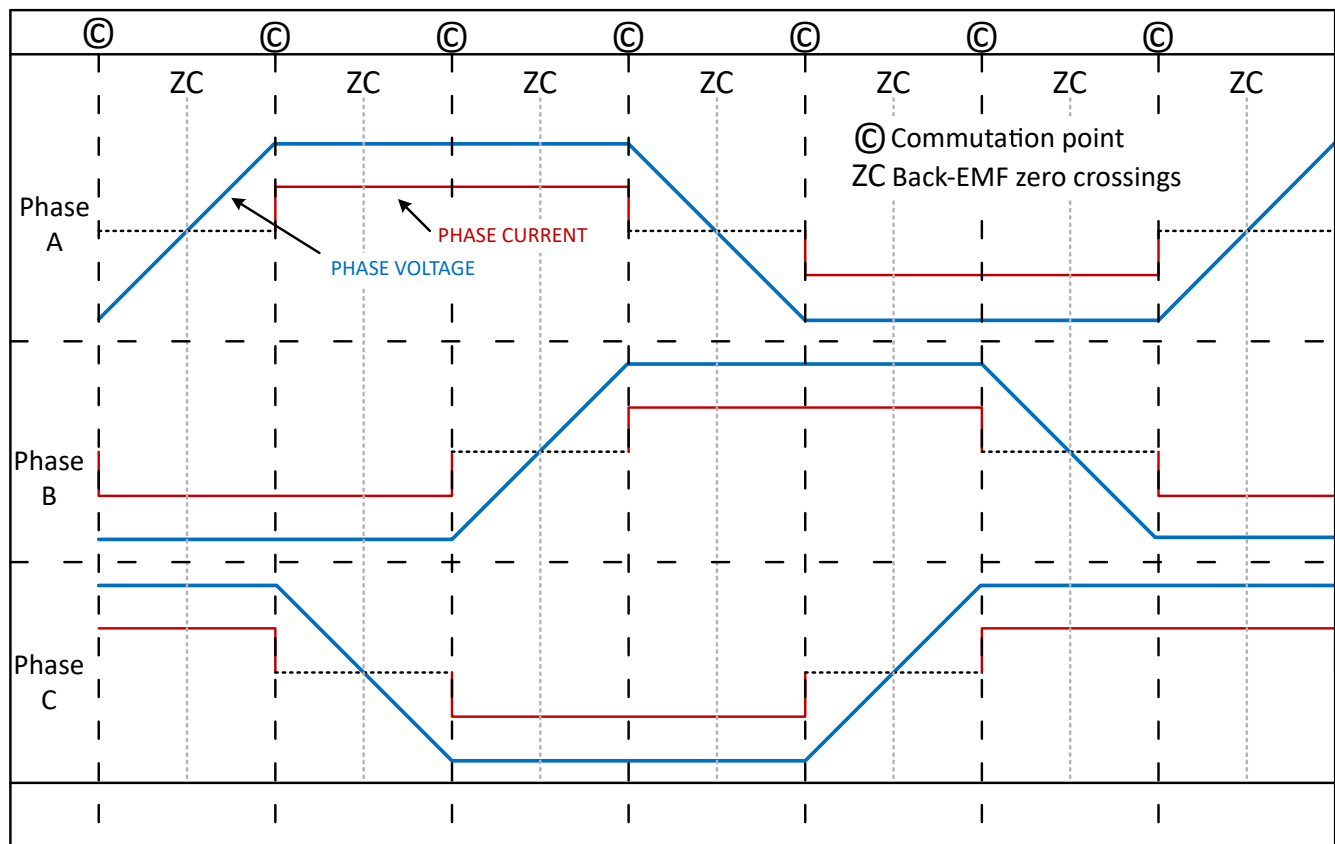 © © © © © © ©
ZC ZC ZC ZC ZC ZC ZC
© Commutation point
ZC Back-EMF zero crossings
Phase
A
PHASE CURRENT
PHASE VOLTAGE
Phase
B
Phase
C